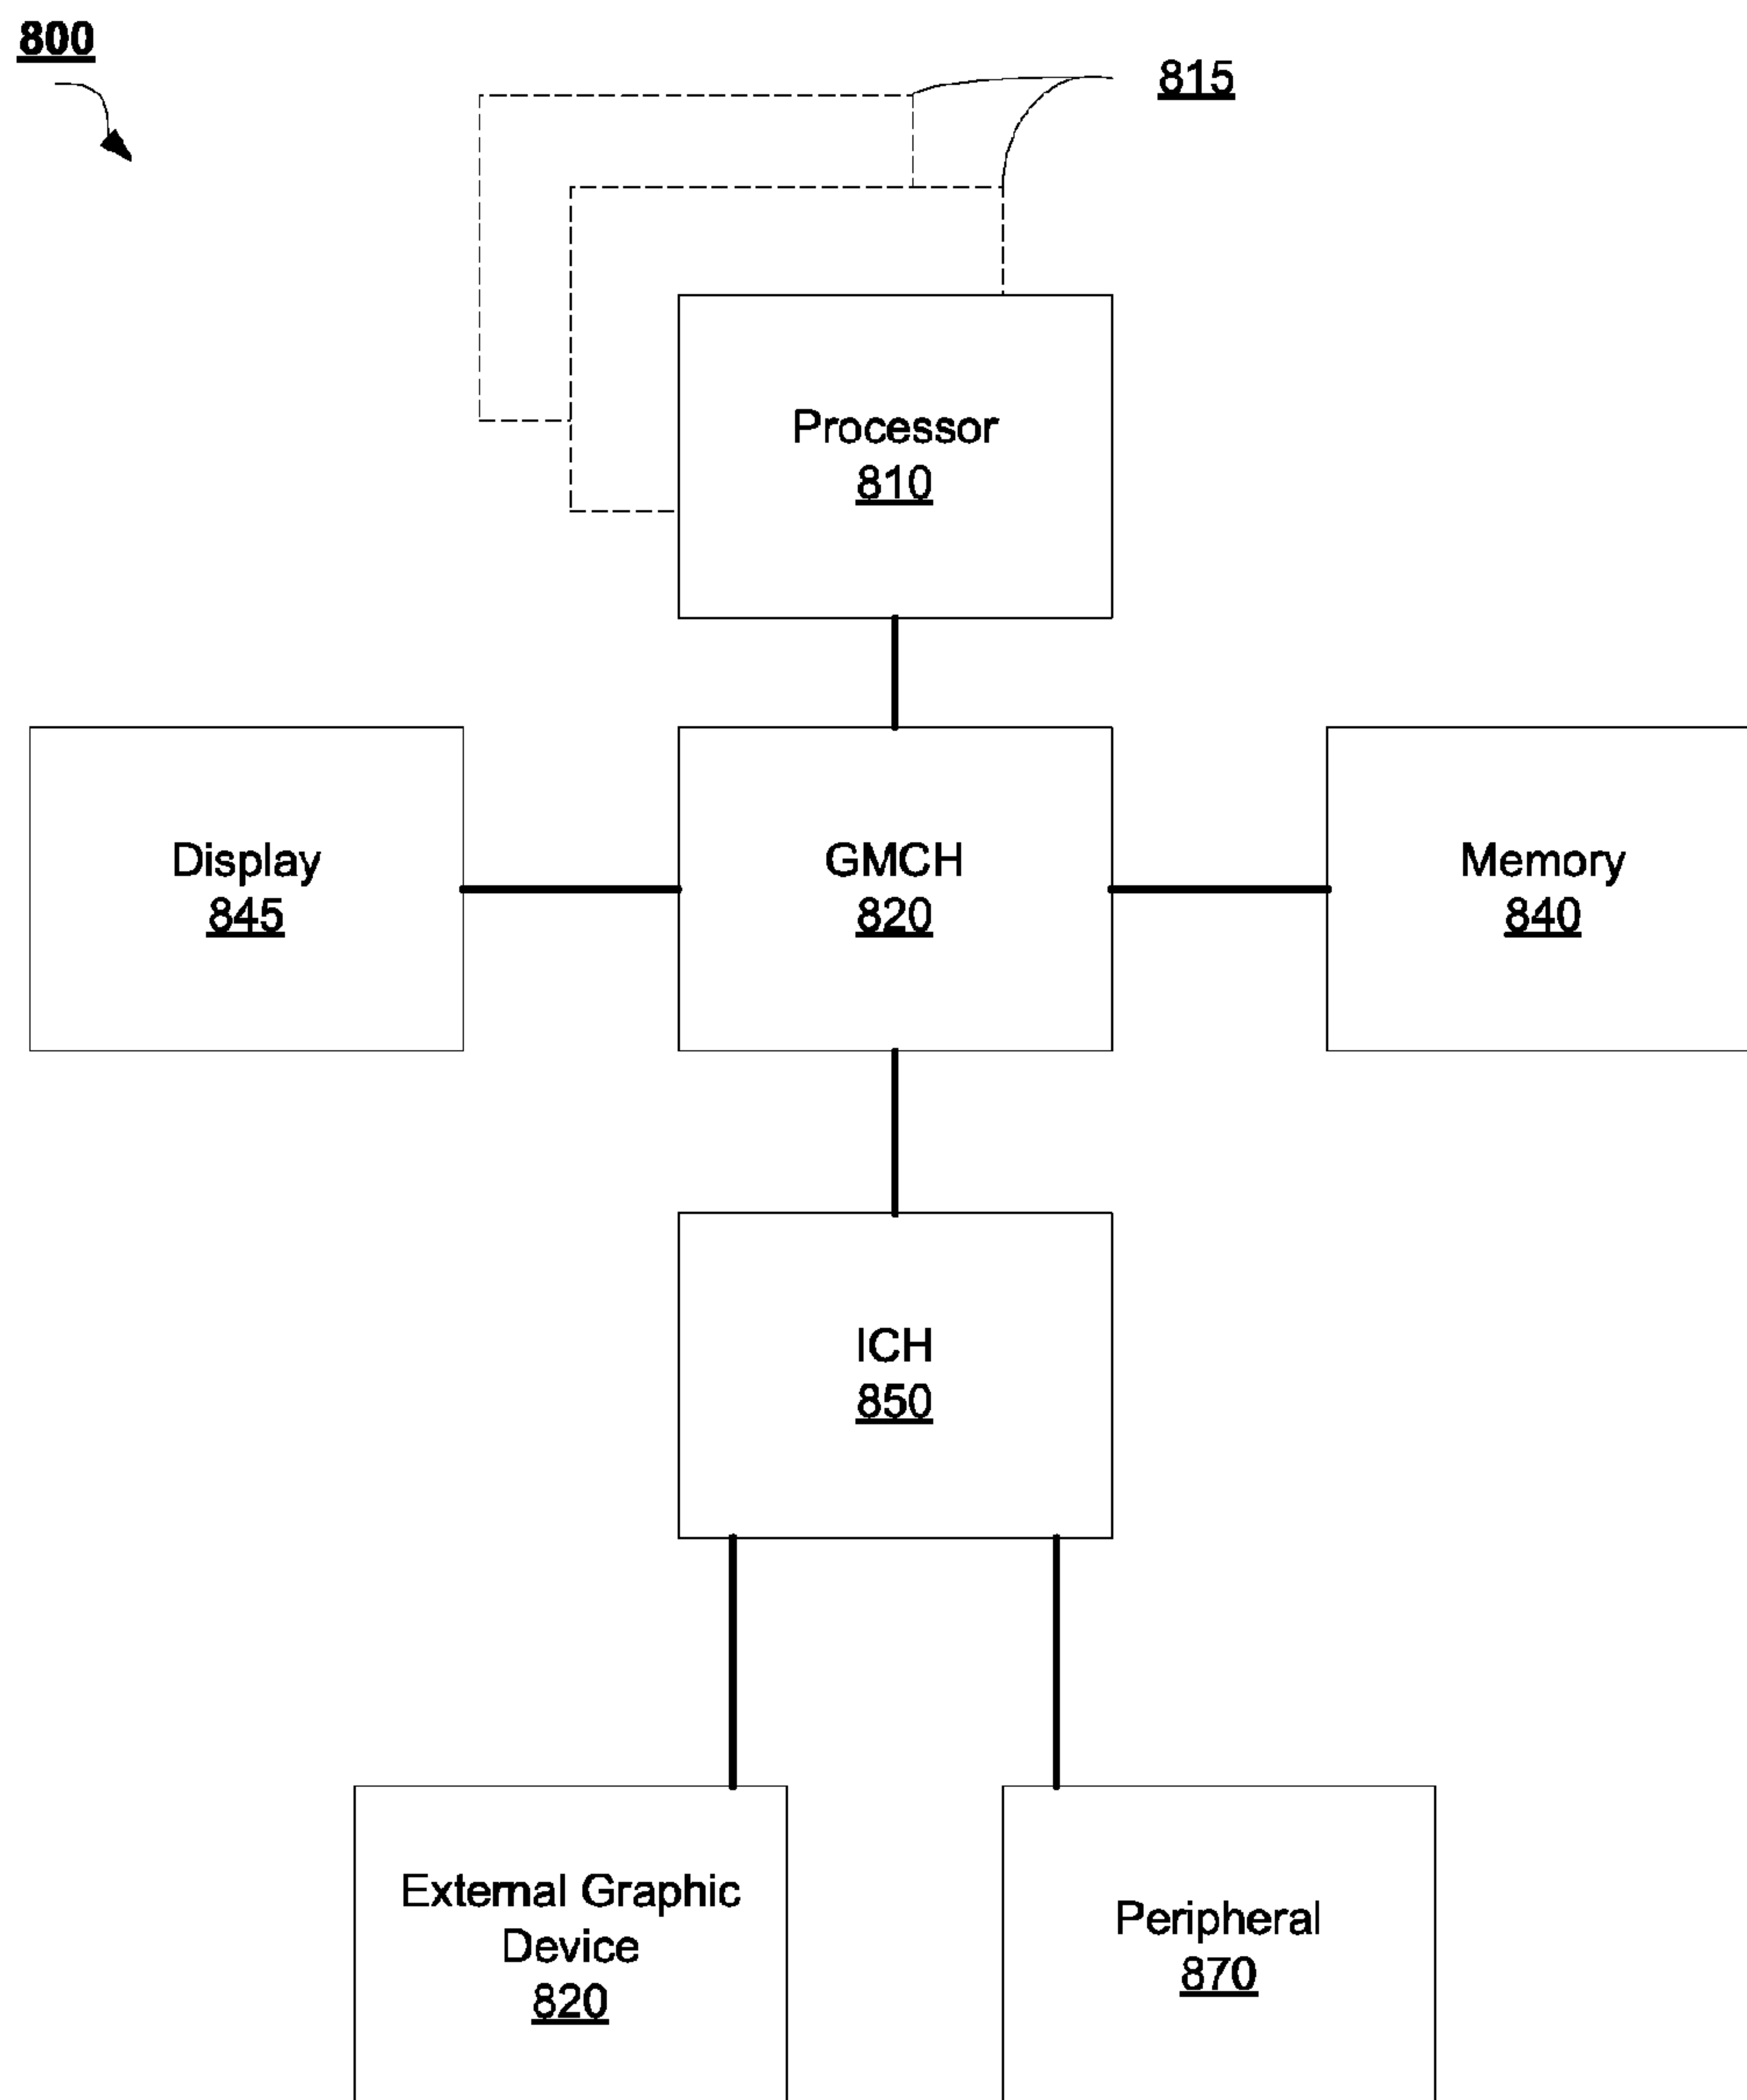 800
815
Processor
810
Display
845
GMCH
820
Memory
840
ICH
850
External Graphic
Device
820
Peripheral
870